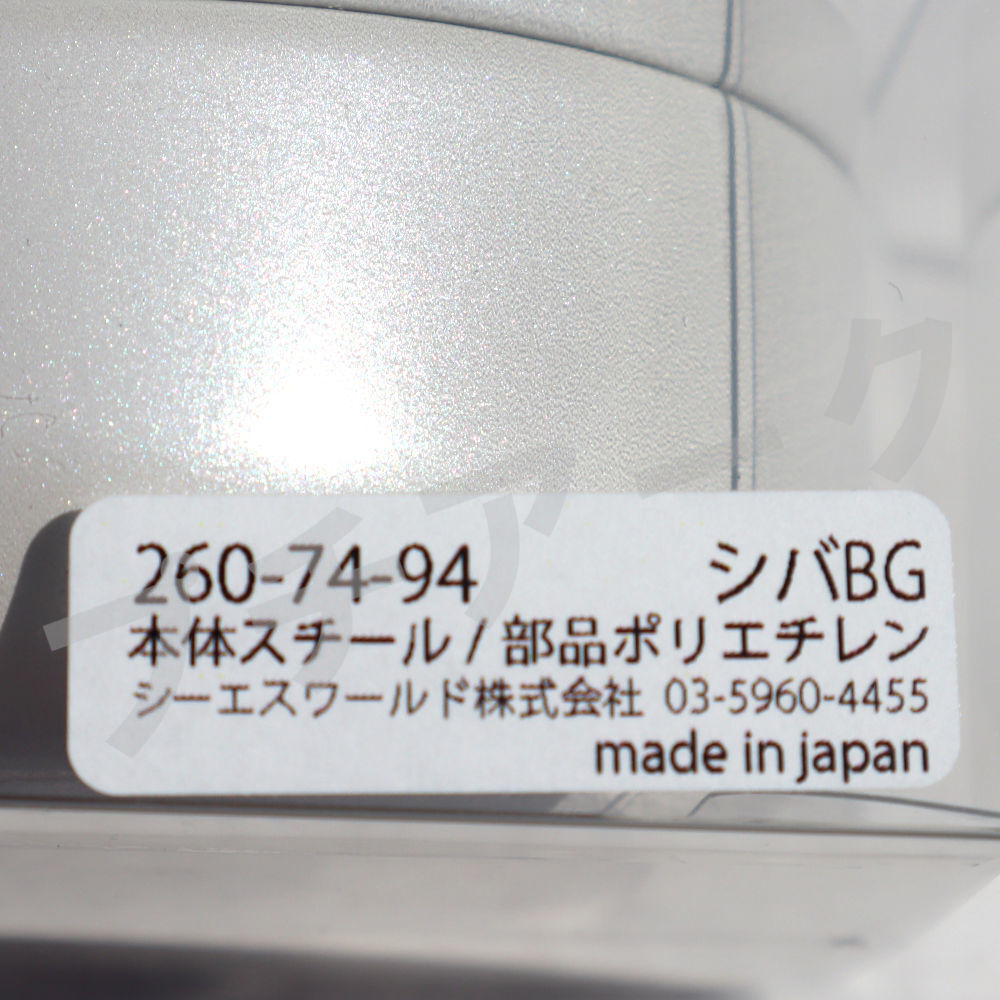 260-74-94 シバBG
本体スチール / 部品ポリエチレン
シーエスワールド株式会社 03-5960-4455
made in japan